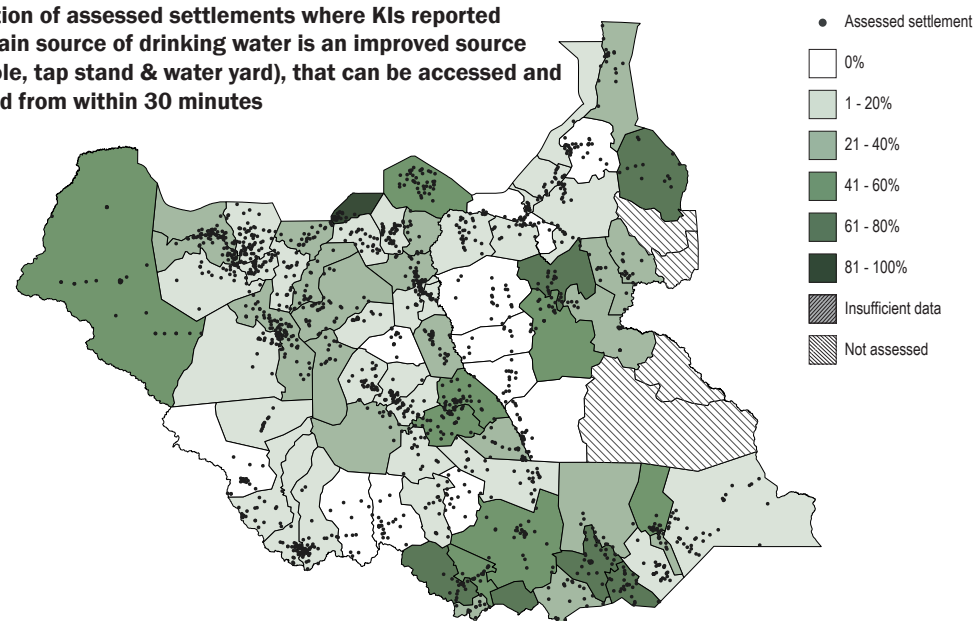 tion of assessed settlements where KIs reported
ain source of drinking water is an improved source
ole, tap stand & water yard), that can be accessed and
d from within 30 minutes
Assessed settlement
0%
1 - 20%
21 - 40%
41 - 60%
61 - 80%
81 - 100%
Insufficient data
Not assessed